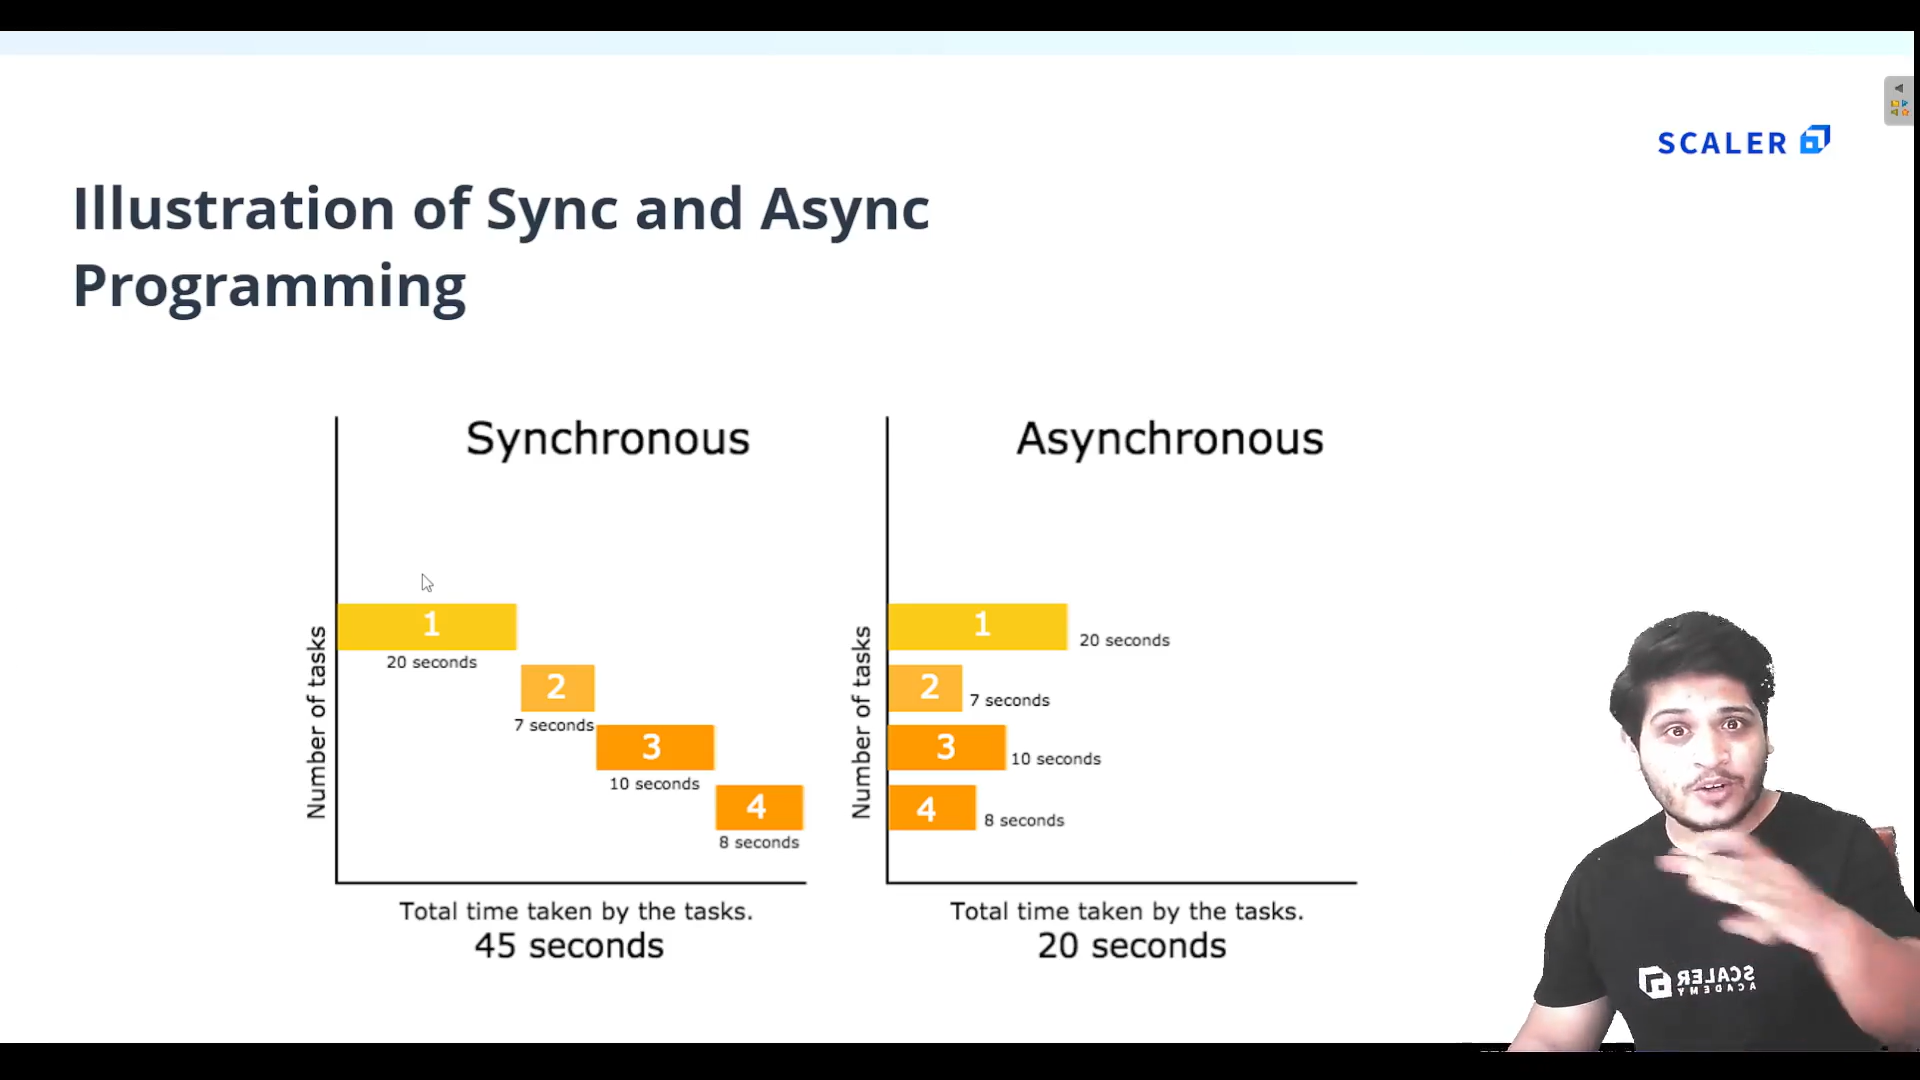 SCALER
Illustration of Sync and Async
Programming
Synchronous
Number of tasks
1
20 seconds
2
7 seconds
3
10 seconds
4
8 seconds
Total time taken by the tasks.
45 seconds
Asynchronous
Number of tasks
1
20 seconds
2
7 seconds
3
10 seconds
4
8 seconds
Total time taken by the tasks.
20 seconds
SCALER
ACADEMY